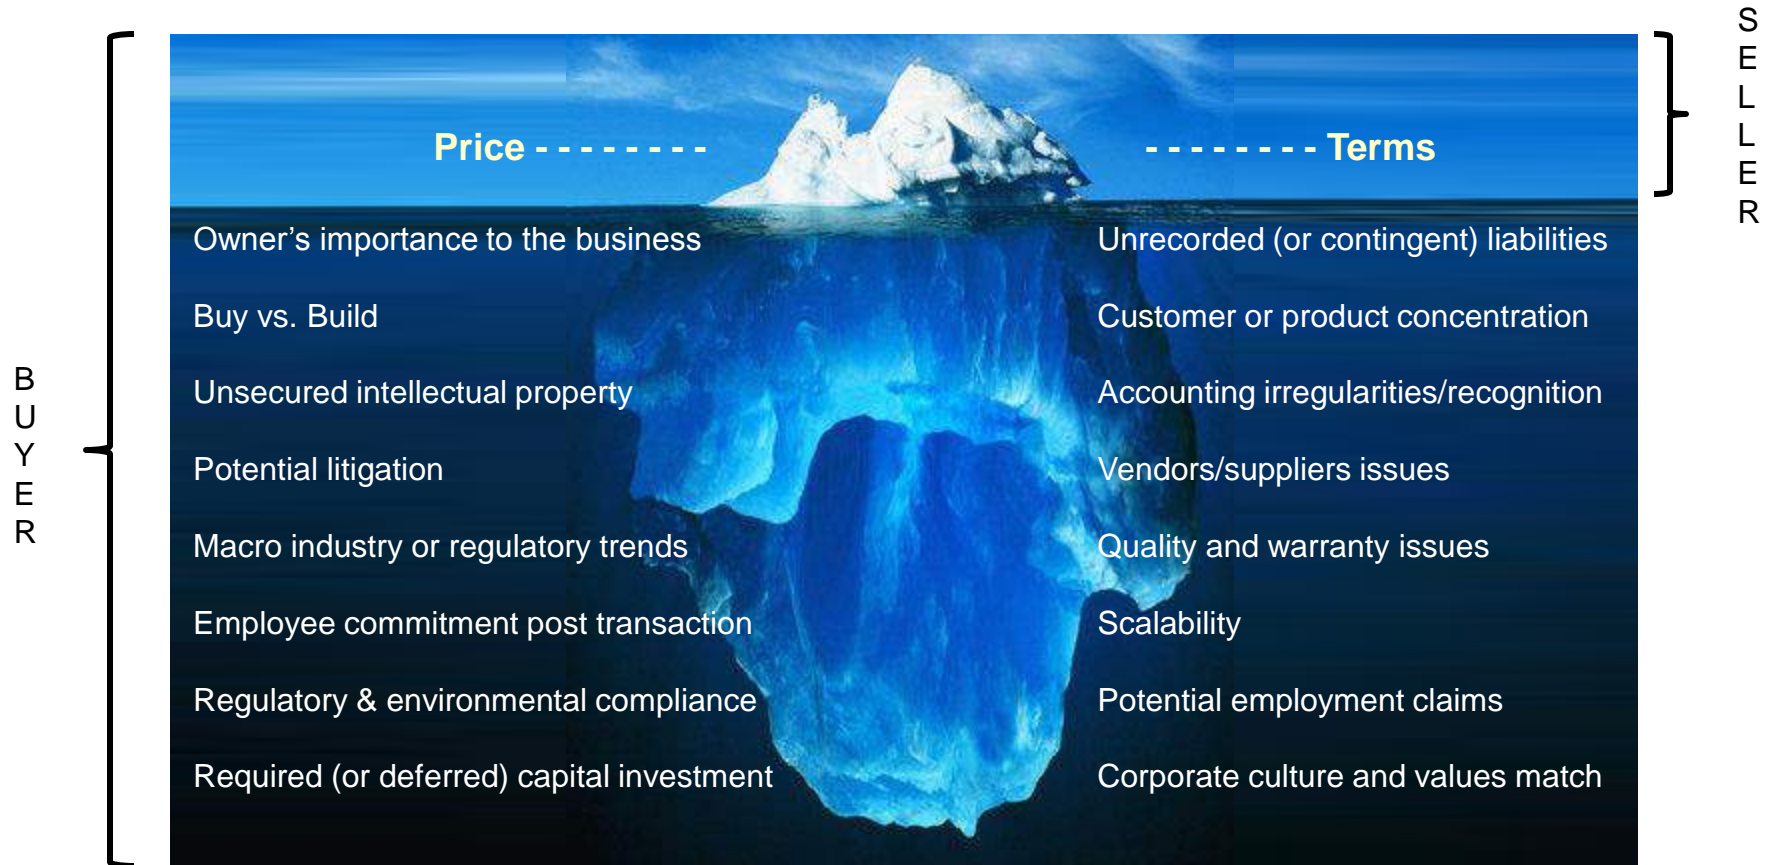 SELLER
Price - - - - - - - -
- - - - - - - - Terms
BUYER
Owner’s importance to the business
Unrecorded (or contingent) liabilities
Buy vs. Build
Customer or product concentration
Unsecured intellectual property
Accounting irregularities/recognition
Potential litigation
Vendors/suppliers issues
Macro industry or regulatory trends
Quality and warranty issues
Employee commitment post transaction
Scalability
Regulatory & environmental compliance
Potential employment claims
Required (or deferred) capital investment
Corporate culture and values match